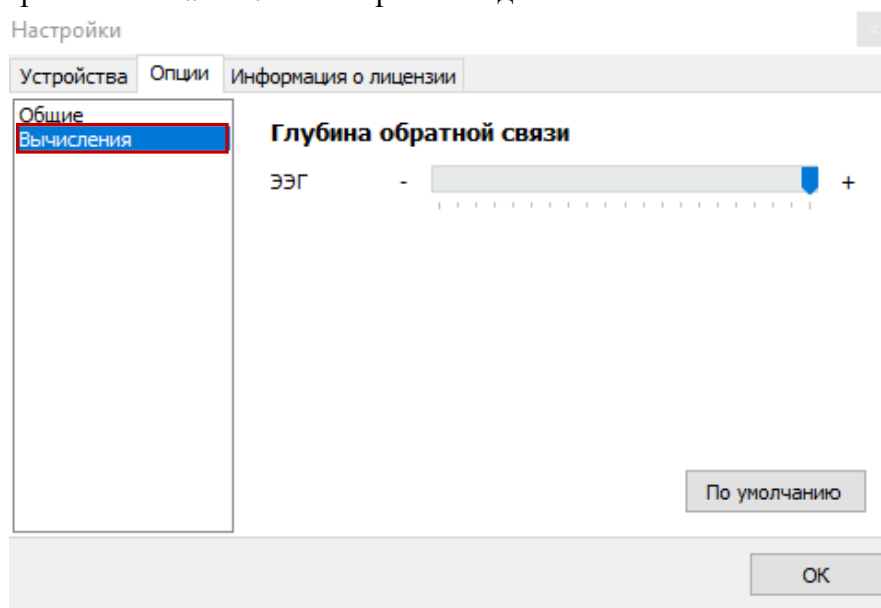 Настройки
x
Устройства Опции Информация о лицензии
Общие
Вычисления
Глубина обратной связи
ЭЭГ - +
По умолчанию
OK